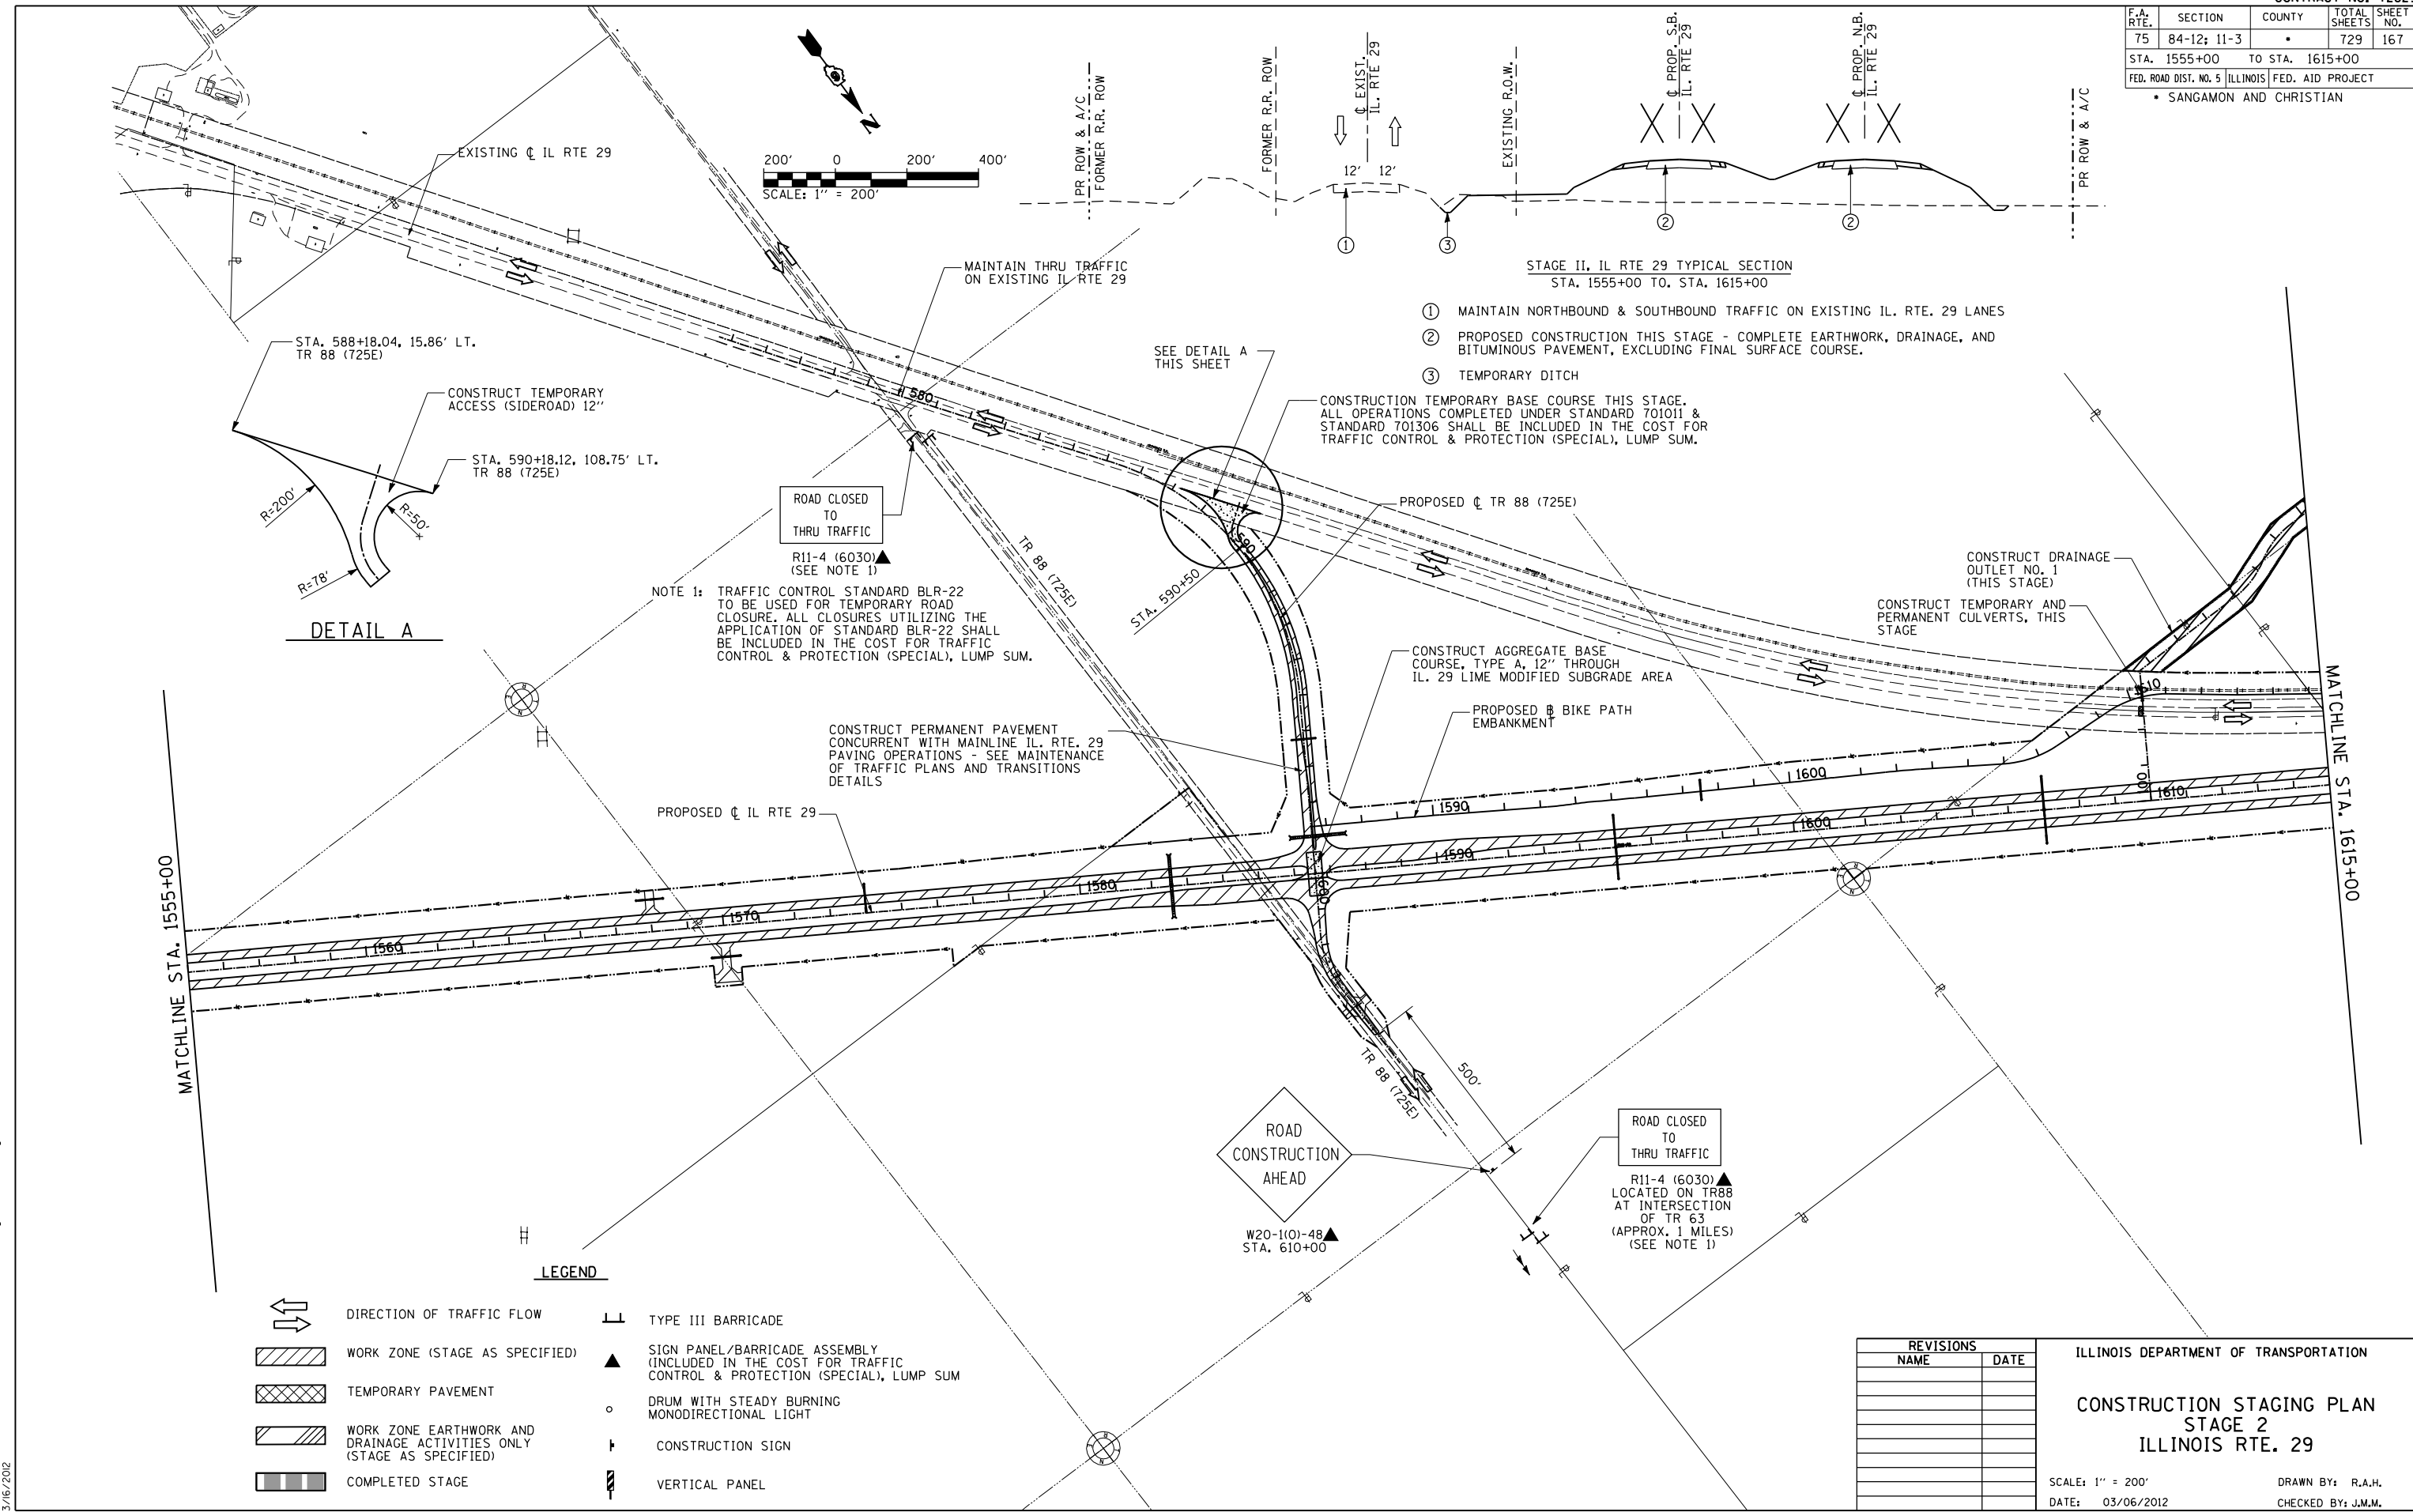 F.A. RTE. SECTION COUNTY TOTAL SHEETS SHEET NO.
75 84-12; 11-3 * 729 167
STA. 1555+00 TO STA. 1615+00
FED. ROAD DIST. NO. 5 ILLINOIS FED. AID PROJECT
* SANGAMON AND CHRISTIAN
EXISTING ℄ IL RTE 29
N
200' 0 200' 400'
SCALE: 1" = 200'
PR ROW & A/C
FORMER R.R. ROW
FORMER R.R. ROW
℄ EXIST.
IL. RTE 29
EXISTING R.O.W.
℄ PROP. S.B.
IL. RTE 29
℄ PROP. N.B.
IL. RTE 29
PR ROW & A/C
12' 12'
1
3
2
2
STAGE II, IL RTE 29 TYPICAL SECTION
STA. 1555+00 TO. STA. 1615+00
1 MAINTAIN NORTHBOUND & SOUTHBOUND TRAFFIC ON EXISTING IL. RTE. 29 LANES
2 PROPOSED CONSTRUCTION THIS STAGE - COMPLETE EARTHWORK, DRAINAGE, AND
BITUMINOUS PAVEMENT, EXCLUDING FINAL SURFACE COURSE.
3 TEMPORARY DITCH
MAINTAIN THRU TRAFFIC
ON EXISTING IL RTE 29
STA. 588+18.04, 15.86' LT.
TR 88 (725E)
CONSTRUCT TEMPORARY
ACCESS (SIDEROAD) 12"
STA. 590+18.12, 108.75' LT.
TR 88 (725E)
R=200'
R=50'
R=78'
DETAIL A
SEE DETAIL A
THIS SHEET
CONSTRUCTION TEMPORARY BASE COURSE THIS STAGE.
ALL OPERATIONS COMPLETED UNDER STANDARD 701011 &
STANDARD 701306 SHALL BE INCLUDED IN THE COST FOR
TRAFFIC CONTROL & PROTECTION (SPECIAL), LUMP SUM.
580
ROAD CLOSED
TO
THRU TRAFFIC
R11-4 (6030)
(SEE NOTE 1)
NOTE 1: TRAFFIC CONTROL STANDARD BLR-22
TO BE USED FOR TEMPORARY ROAD
CLOSURE. ALL CLOSURES UTILIZING THE
APPLICATION OF STANDARD BLR-22 SHALL
BE INCLUDED IN THE COST FOR TRAFFIC
CONTROL & PROTECTION (SPECIAL), LUMP SUM.
TR 88 (725E)
590
STA. 590+50
PROPOSED ℄ TR 88 (725E)
CONSTRUCT DRAINAGE
OUTLET NO. 1
(THIS STAGE)
CONSTRUCT TEMPORARY AND
PERMANENT CULVERTS, THIS
STAGE
CONSTRUCT AGGREGATE BASE
COURSE, TYPE A, 12" THROUGH
IL. 29 LIME MODIFIED SUBGRADE AREA
PROPOSED B BIKE PATH
EMBANKMENT
CONSTRUCT PERMANENT PAVEMENT
CONCURRENT WITH MAINLINE IL. RTE. 29
PAVING OPERATIONS - SEE MAINTENANCE
OF TRAFFIC PLANS AND TRANSITIONS
DETAILS
PROPOSED ℄ IL RTE 29
1560
1570
1580
1590
1600
1610
1590
1600
1610
600
MATCHLINE STA. 1555+00
MATCHLINE STA. 1615+00
TR 88 (725E)
500'
ROAD
CONSTRUCTION
AHEAD
W20-1(O)-48
STA. 610+00
ROAD CLOSED
TO
THRU TRAFFIC
R11-4 (6030)
LOCATED ON TR88
AT INTERSECTION
OF TR 63
(APPROX. 1 MILES)
(SEE NOTE 1)
LEGEND
DIRECTION OF TRAFFIC FLOW
WORK ZONE (STAGE AS SPECIFIED)
TEMPORARY PAVEMENT
WORK ZONE EARTHWORK AND
DRAINAGE ACTIVITIES ONLY
(STAGE AS SPECIFIED)
COMPLETED STAGE
TYPE III BARRICADE
SIGN PANEL/BARRICADE ASSEMBLY
(INCLUDED IN THE COST FOR TRAFFIC
CONTROL & PROTECTION (SPECIAL), LUMP SUM
DRUM WITH STEADY BURNING
MONODIRECTIONAL LIGHT
CONSTRUCTION SIGN
VERTICAL PANEL
REVISIONS
NAME DATE
ILLINOIS DEPARTMENT OF TRANSPORTATION
CONSTRUCTION STAGING PLAN
STAGE 2
ILLINOIS RTE. 29
SCALE: 1" = 200' DRAWN BY: R.A.H.
DATE: 03/06/2012 CHECKED BY: J.M.M.
3/16/2012